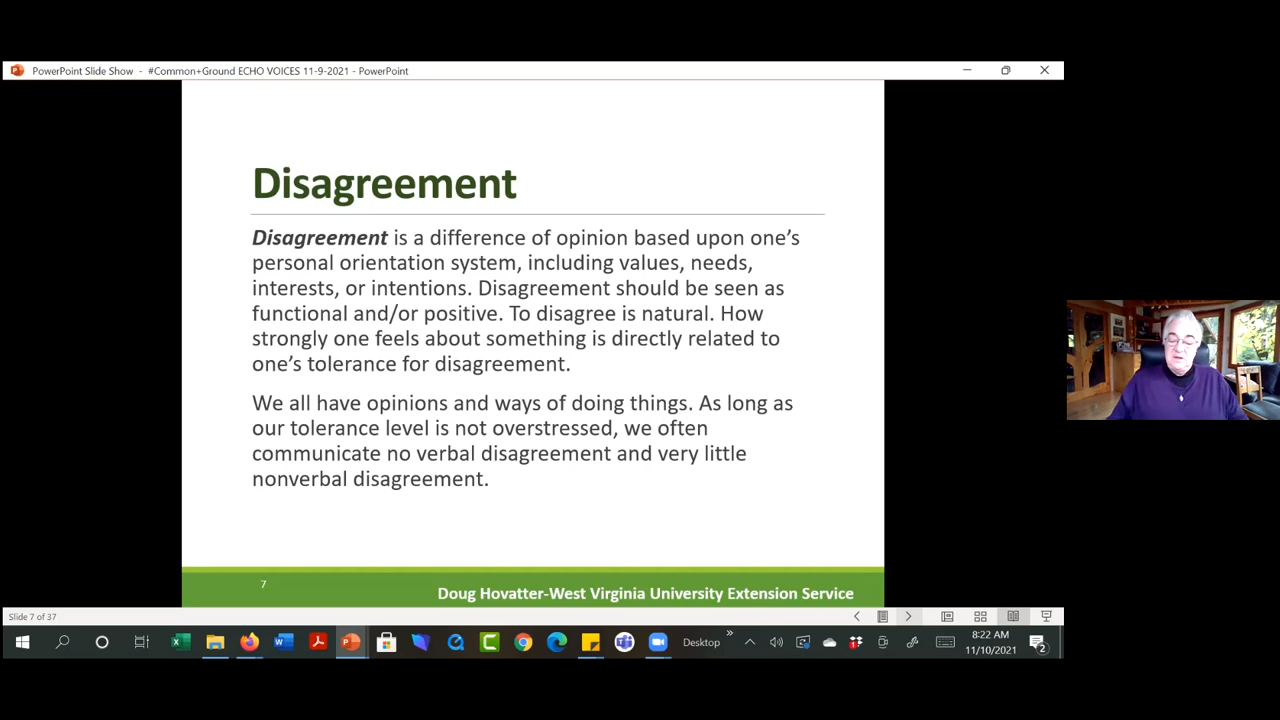 PowerPoint Slide Show - #Common+Ground ECHO VOICES 11-9-2021 - PowerPoint
Disagreement
Disagreement is a difference of opinion based upon one’s
personal orientation system, including values, needs,
interests, or intentions. Disagreement should be seen as
functional and/or positive. To disagree is natural. How
strongly one feels about something is directly related to
one’s tolerance for disagreement.
We all have opinions and ways of doing things. As long as
our tolerance level is not overstressed, we often
communicate no verbal disagreement and very little
nonverbal disagreement.
7
Doug Hovatter-West Virginia University Extension Service
Slide 7 of 37
Desktop
8:22 AM
11/10/2021
2